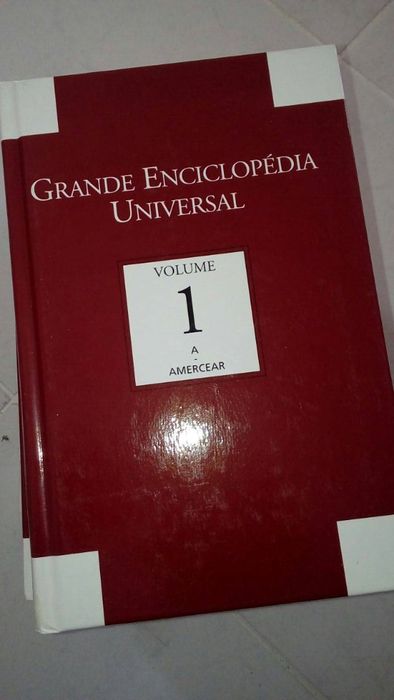 GRANDE ENCICLOPÉDIA
UNIVERSAL
VOLUME
1
A
-
AMERCEAR